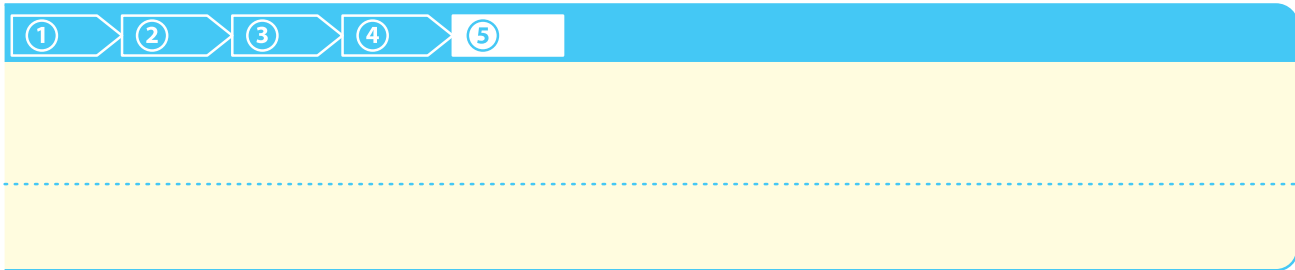 ① ② ③ ④ ⑤